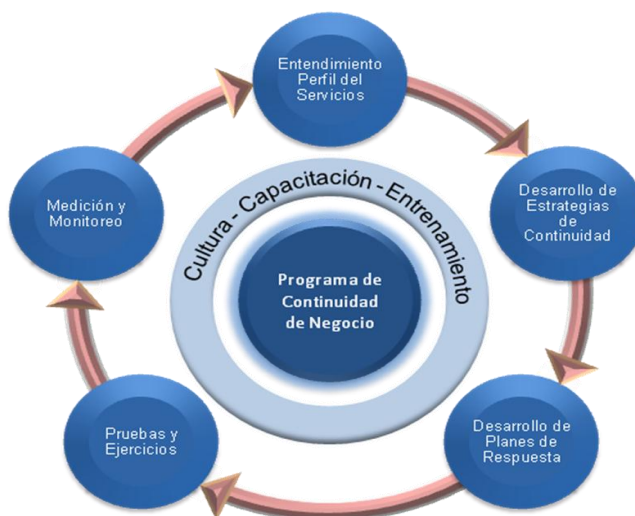 Entendimiento
Perfil del
Servicios
Desarrollo de
Estrategias
de
Continuidad
Desarrollo de
Planes de
Respuesta
Pruebas y
Ejercicios
Medición y
Monitoreo
Cultura - Capacitación - Entrenamiento
Programa de
Continuidad
de Negocio